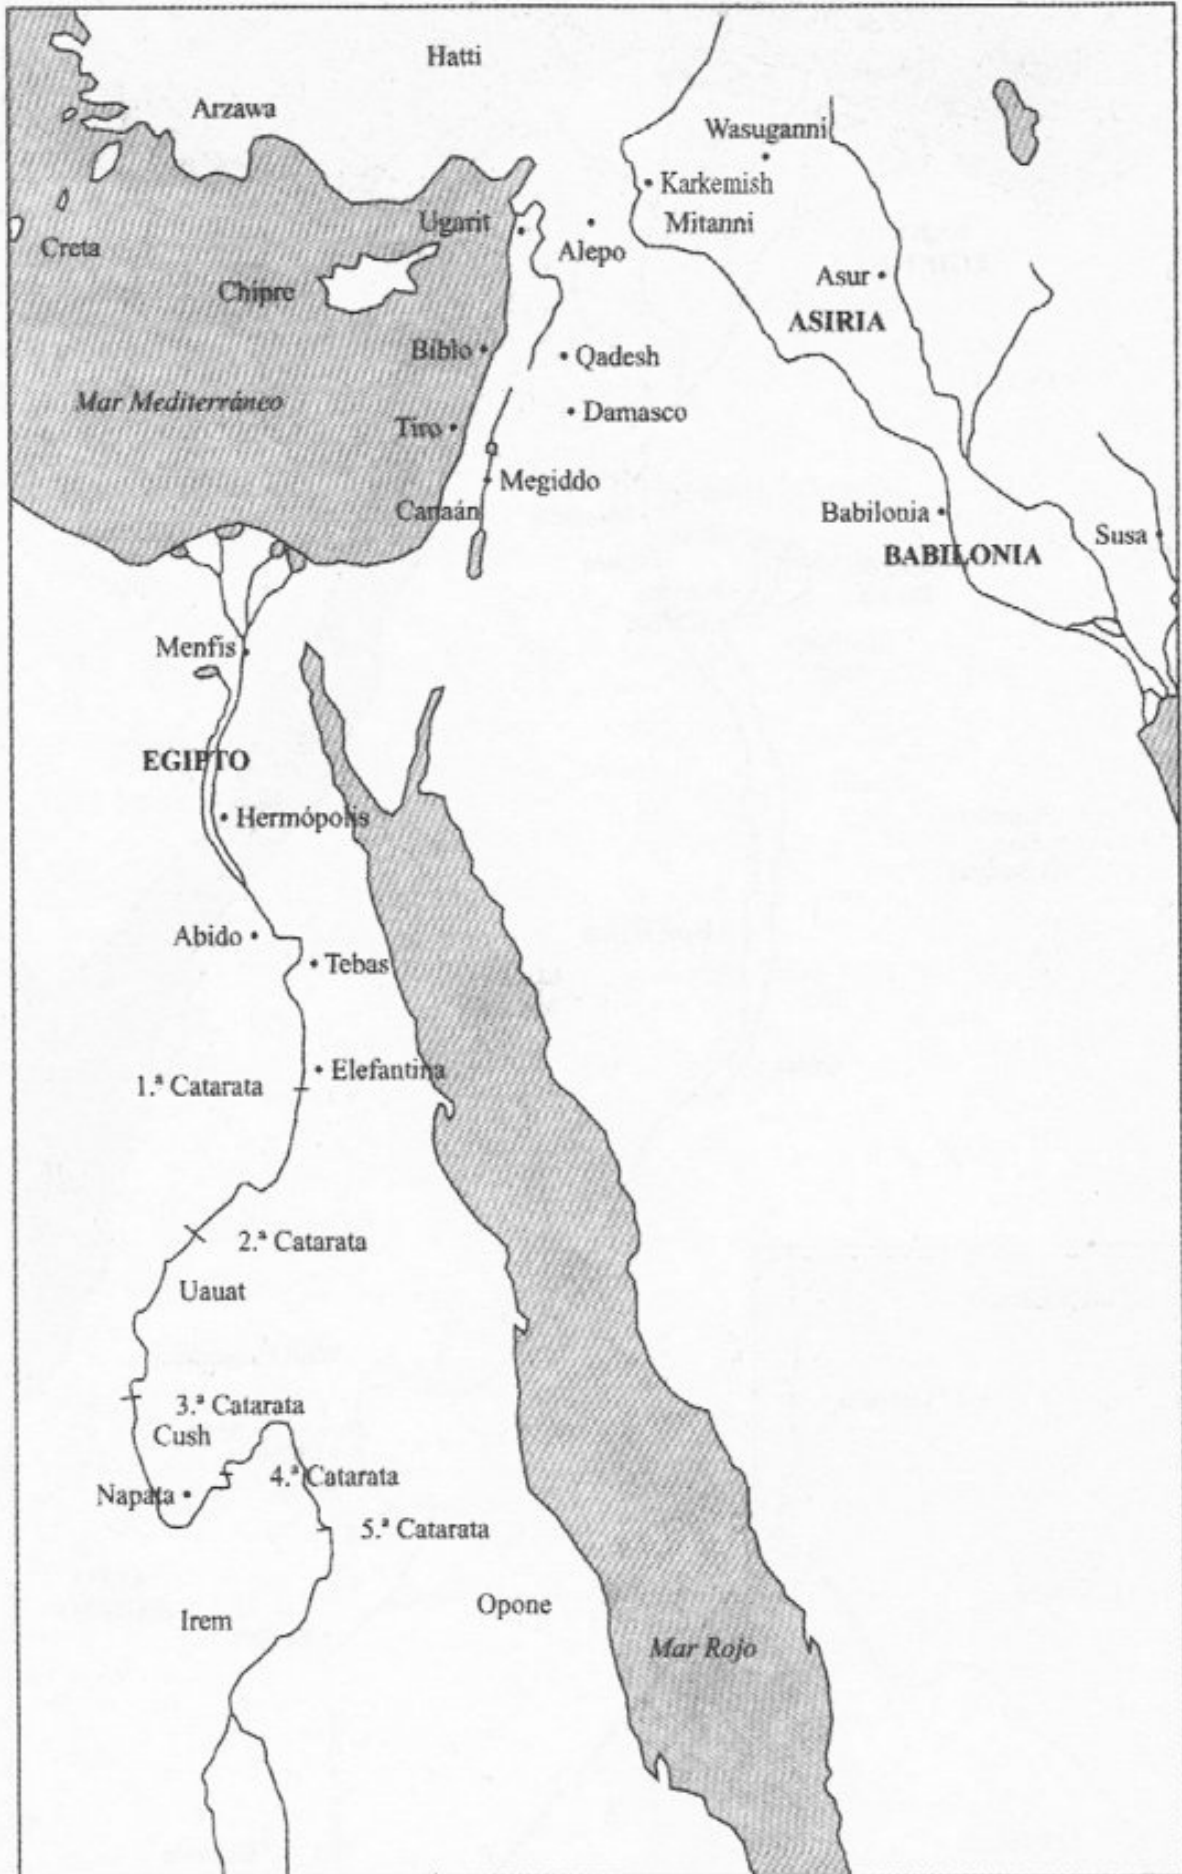 Hatti
Arzawa
Wasuganni
Karkemish
Ugarit
Mitanni
Creta
Alepo
Asur
Chipre
ASIRIA
Biblo
Qadesh
Mar Mediterráneo
Damasco
Tiro
Megiddo
Canaán
Babilonia
Susa
BABILONIA
Menfis
EGIPTO
Hermópolis
Abido
Tebas
Elefantina
1.ª Catarata
2.ª Catarata
Uauat
3.ª Catarata
Cush
4.ª Catarata
Napata
5.ª Catarata
Opone
Irem
Mar Rojo